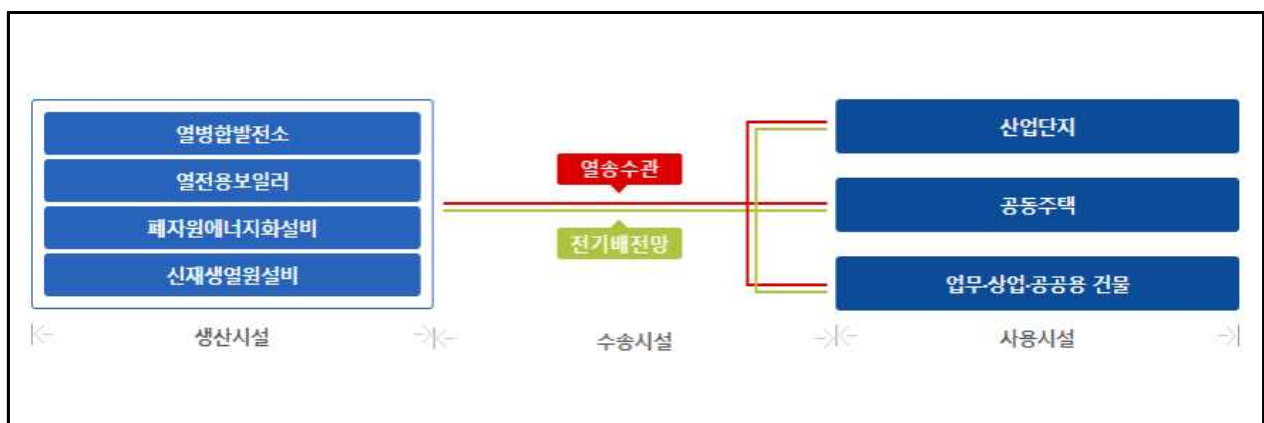 열병합발전소
열전용보일러
폐자원에너지화설비
신재생열원설비
열송수관
전기배전망
산업단지
공동주택
업무·상업·공공용 건물
생산시설
수송시설
사용시설